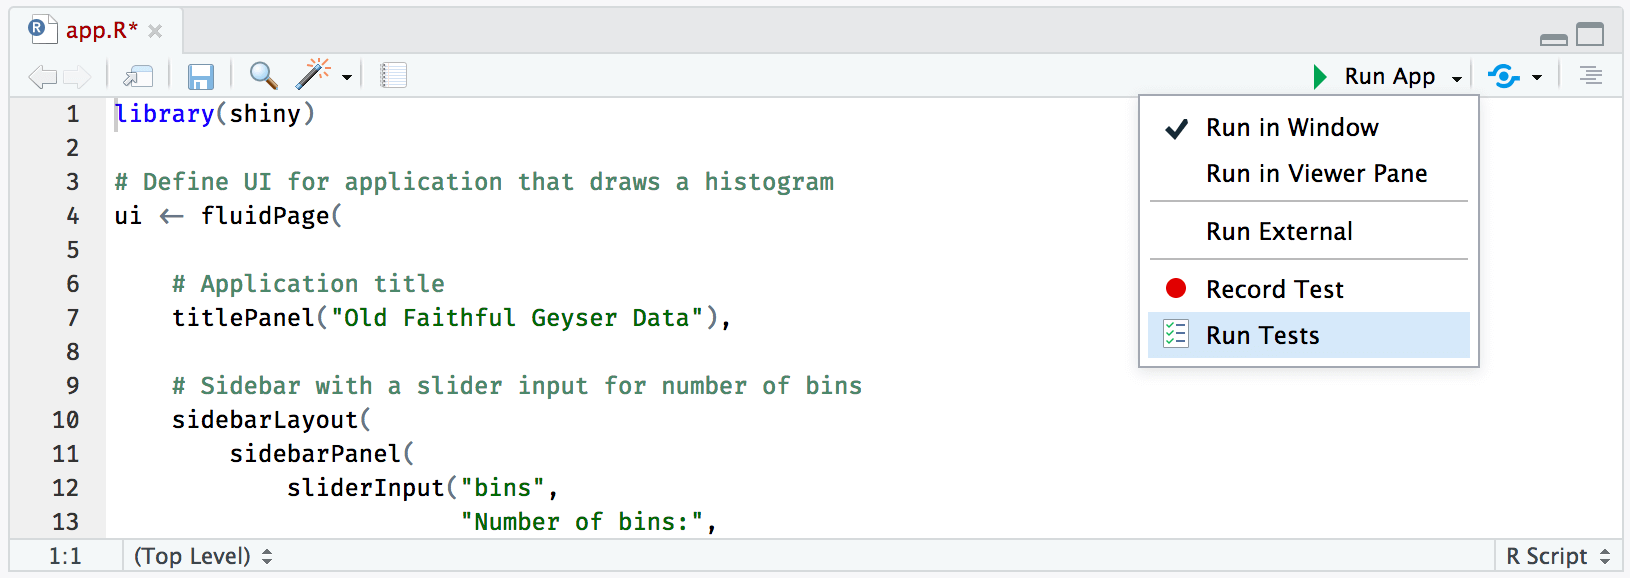 app.R*
Run App
1 library(shiny)
2
3 # Define UI for application that draws a histogram
4 ui <- fluidPage(
5
6     # Application title
7     titlePanel("Old Faithful Geyser Data"),
8
9     # Sidebar with a slider input for number of bins
10     sidebarLayout(
11         sidebarPanel(
12             sliderInput("bins",
13                         "Number of bins:",
Run in Window
Run in Viewer Pane
Run External
Record Test
Run Tests
1:1 (Top Level) R Script